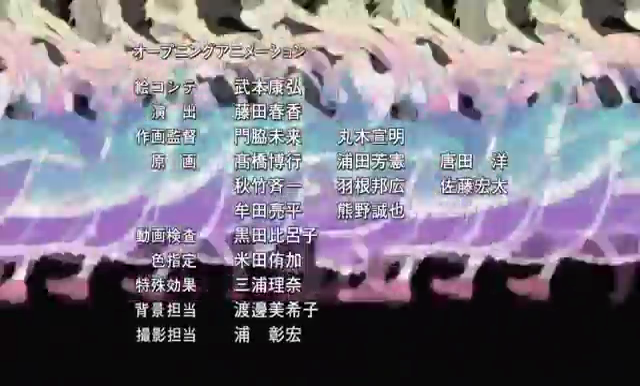 オープニングアニメーション
絵コンテ 武本康弘
演 出 藤田春香
作画監督 門脇未来 丸木宣明
原 画 髙橋博行 浦田芳憲 唐田 洋
秋竹斉一 羽根邦広 佐藤宏太
牟田亮平 熊野誠也
動画検査 黒田比呂子
色指定 米田侑加
特殊効果 三浦理奈
背景担当 渡邊美希子
撮影担当 浦 彰宏